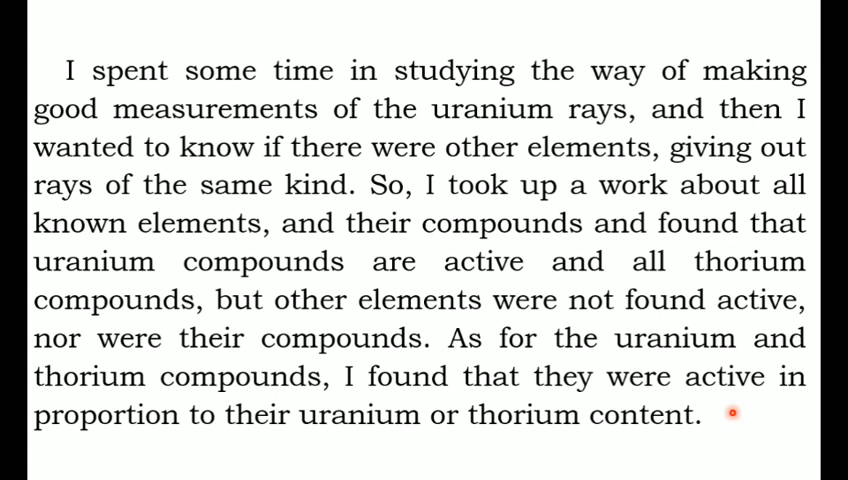 I spent some time in studying the way of making
good measurements of the uranium rays, and then I
wanted to know if there were other elements, giving out
rays of the same kind. So, I took up a work about all
known elements, and their compounds and found that
uranium compounds are active and all thorium
compounds, but other elements were not found active,
nor were their compounds. As for the uranium and
thorium compounds, I found that they were active in
proportion to their uranium or thorium content.